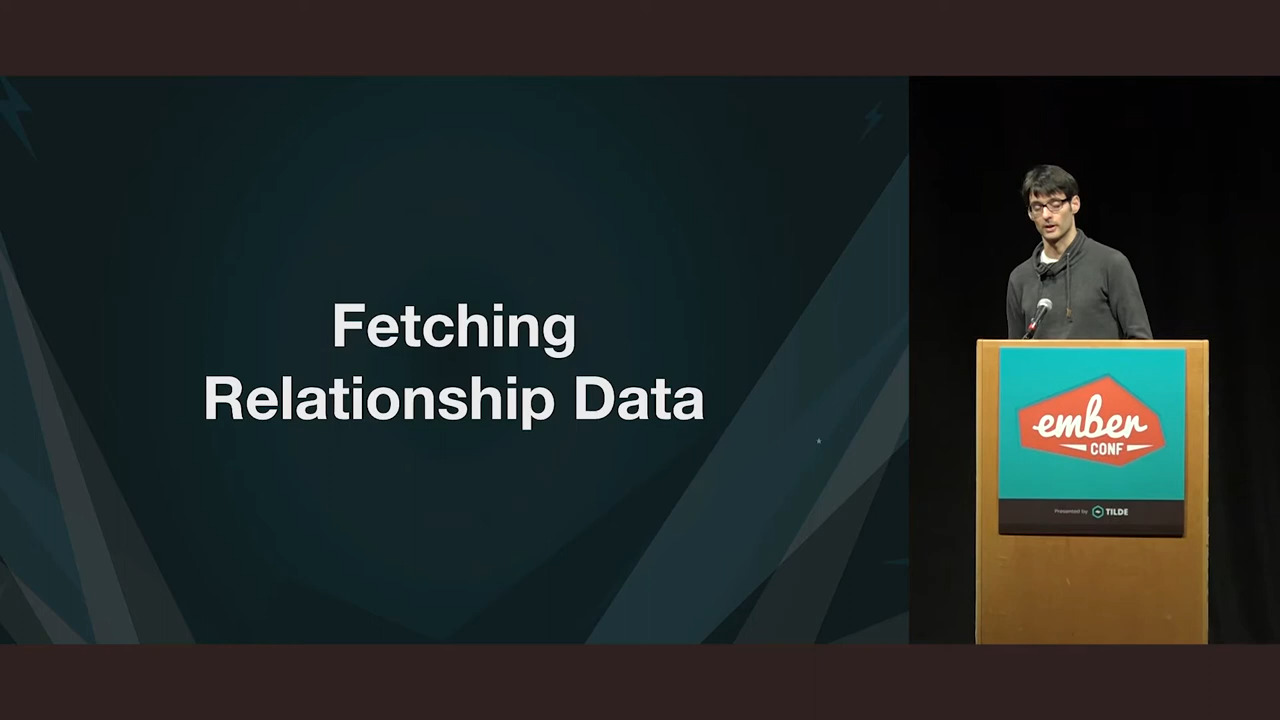 Fetching
Relationship Data
ember
CONF
Presented by TILDE